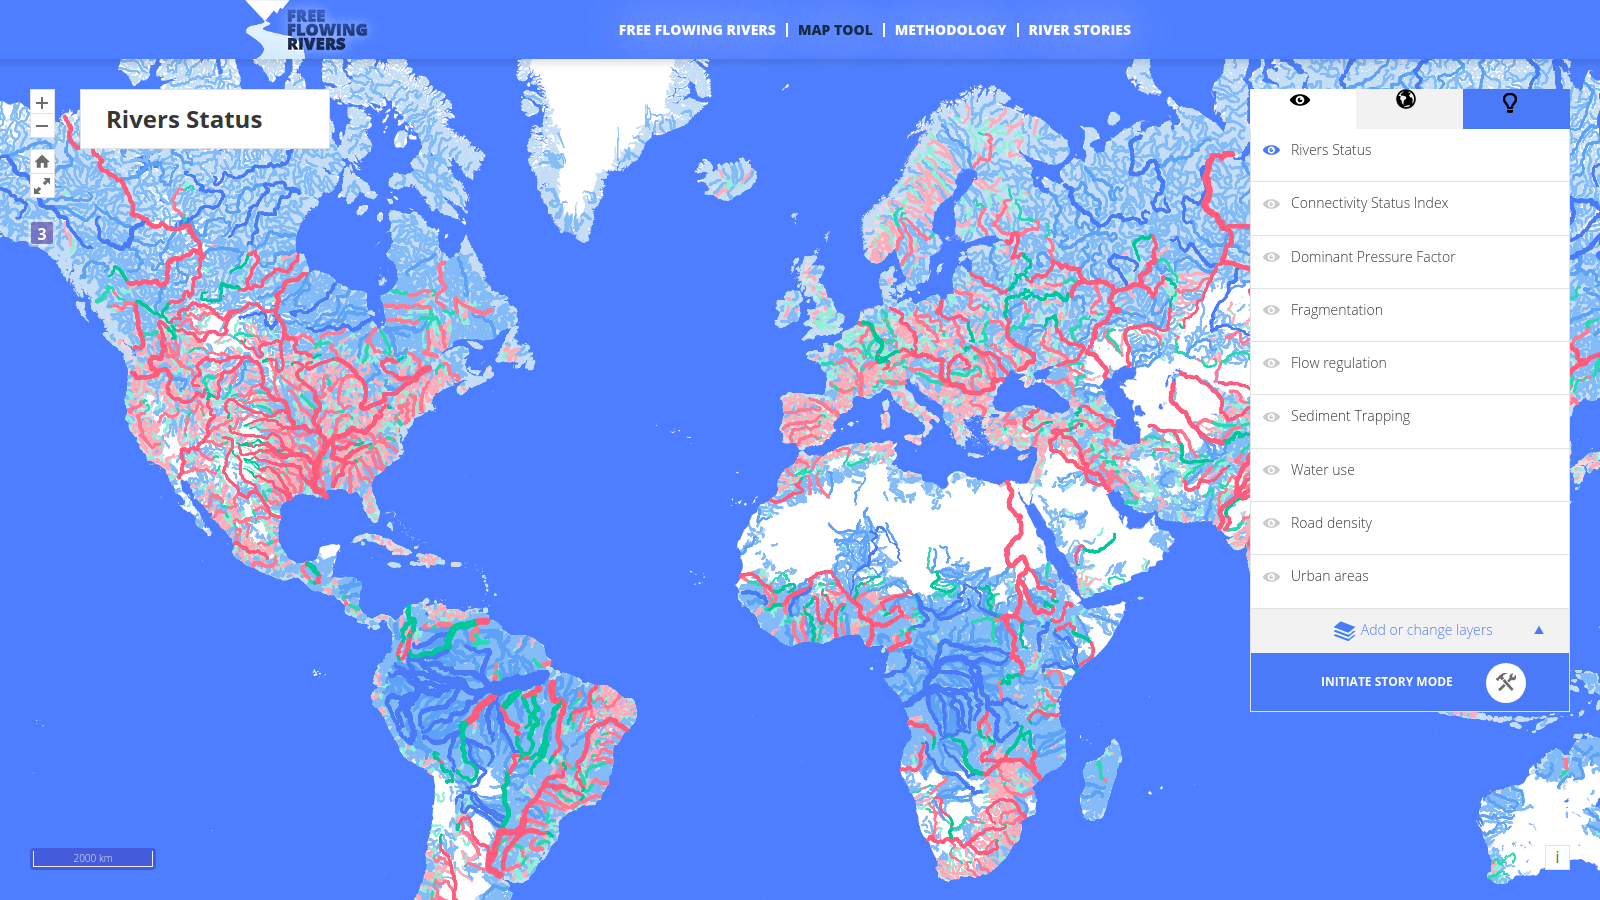 FREE
FLOWING
RIVERS
FREE FLOWING RIVERS
MAP TOOL
METHODOLOGY
RIVER STORIES
+
−
Rivers Status
3
Rivers Status
Connectivity Status Index
Dominant Pressure Factor
Fragmentation
Flow regulation
Sediment Trapping
Water use
Road density
Urban areas
Add or change layers
INITIATE STORY MODE
2000 km
i